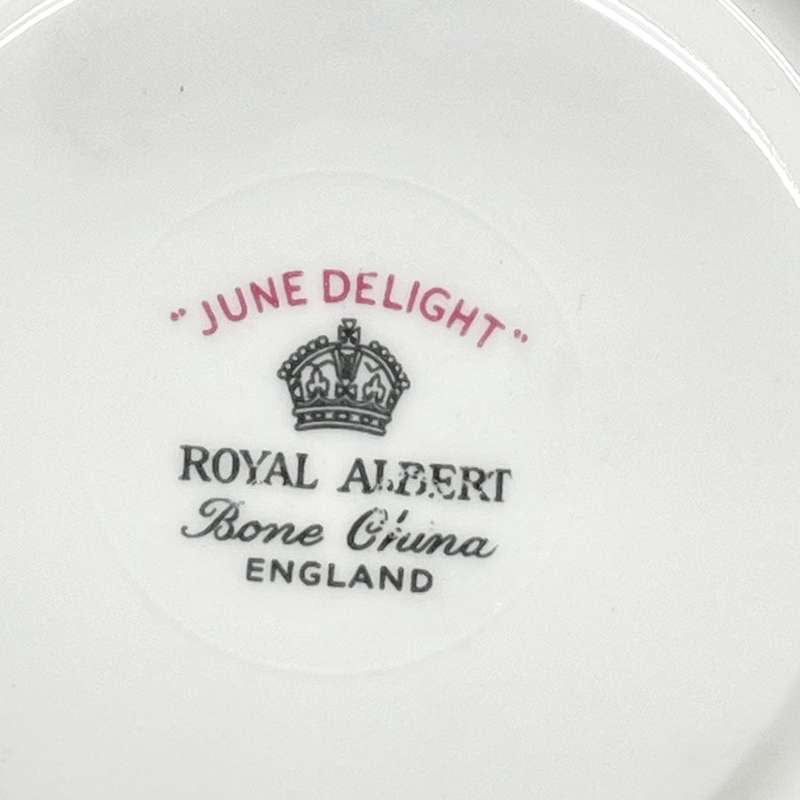 "JUNE DELIGHT"
ROYAL ALBERT
Bone China
ENGLAND